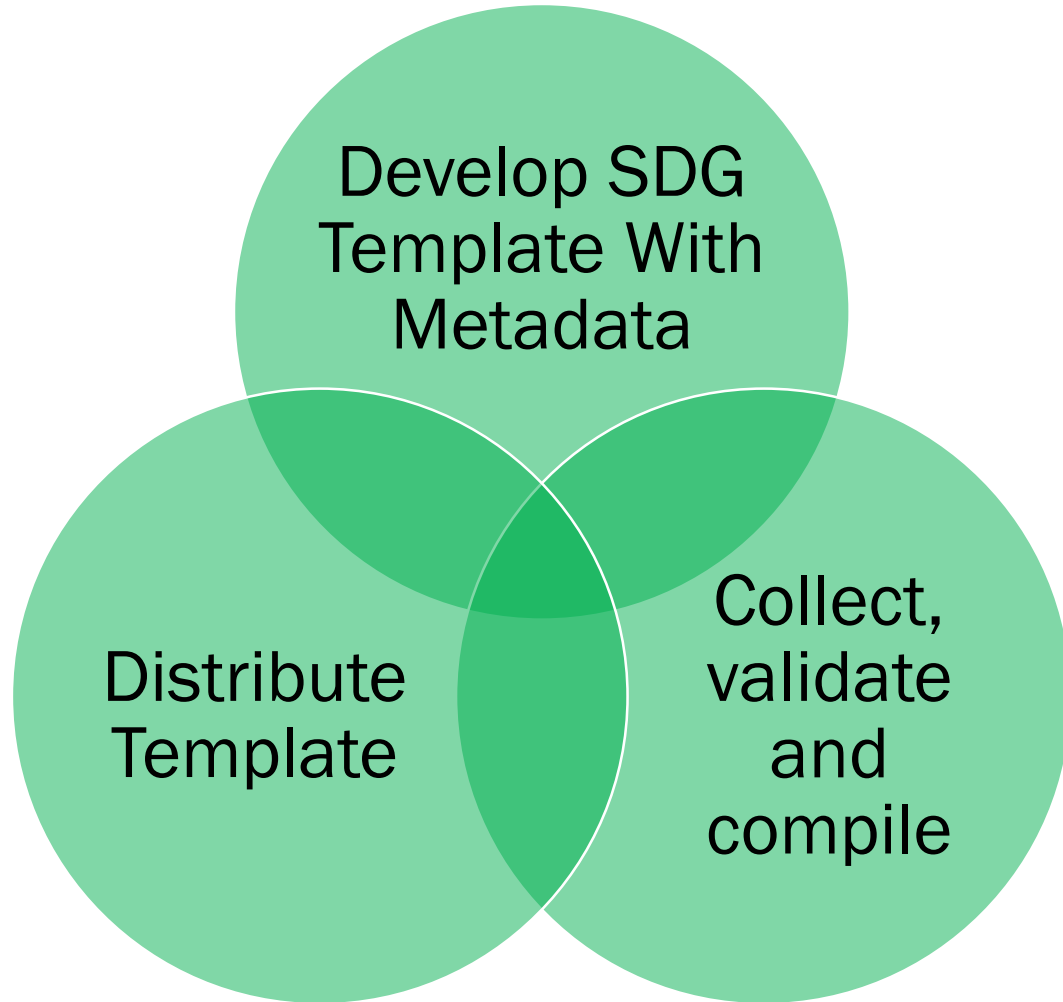 Develop SDG
Template With
Metadata
Distribute
Template
Collect,
validate
and
compile